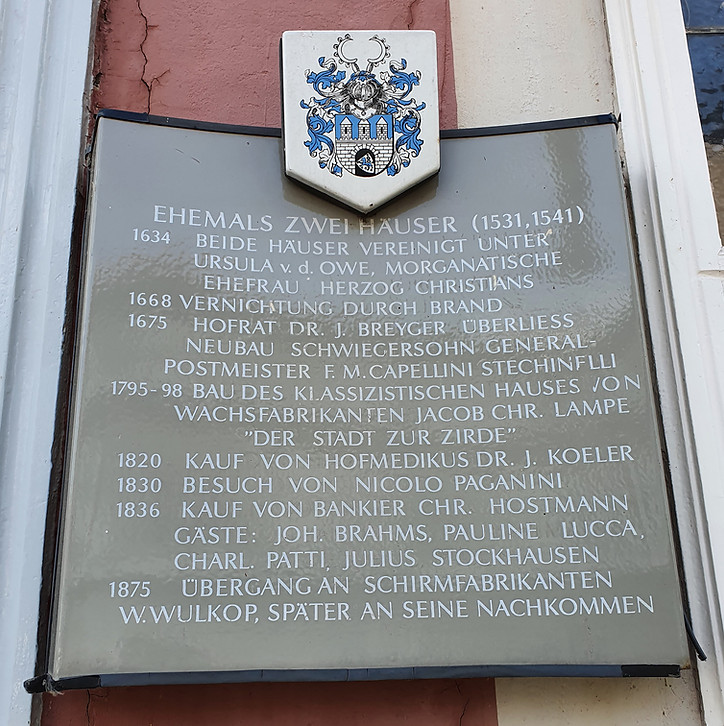 EHEMALS ZWEI HÄUSER (1531,1541)
1634 BEIDE HÄUSER VEREINIGT UNTER
URSULA v. d. OWE, MORGANATISCHE
EHEFRAU HERZOG CHRISTIANS
1668 VERNICHTUNG DURCH BRAND
1675 HOFRAT DR. J. BREYGER ÜBERLIESS
NEUBAU SCHWIEGERSOHN GENERAL-
POSTMEISTER F. M. CAPELLINI STECHINELLI
1795-98 BAU DES KLASSIZISTISCHEN HAUSES VON
WACHSFABRIKANTEN JACOB CHR. LAMPE
"DER STADT ZUR ZIRDE"
1820 KAUF VON HOFMEDIKUS DR. J. KOELER
1830 BESUCH VON NICOLO PAGANINI
1836 KAUF VON BANKIER CHR. HOSTMANN
GÄSTE: JOH. BRAHMS, PAULINE LUCCA,
CHARL. PATTI, JULIUS STOCKHAUSEN
1875 ÜBERGANG AN SCHIRMFABRIKANTEN
W. WULKOP, SPÄTER AN SEINE NACHKOMMEN